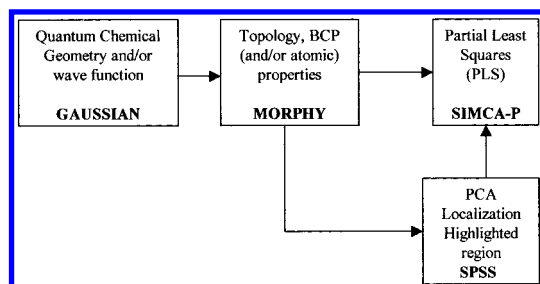 Quantum Chemical
Geometry and/or
wave function
GAUSSIAN
Topology, BCP
(and/or atomic)
properties
MORPHY
Partial Least
Squares
(PLS)
SIMCA-P
PCA
Localization
Highlighted
region
SPSS